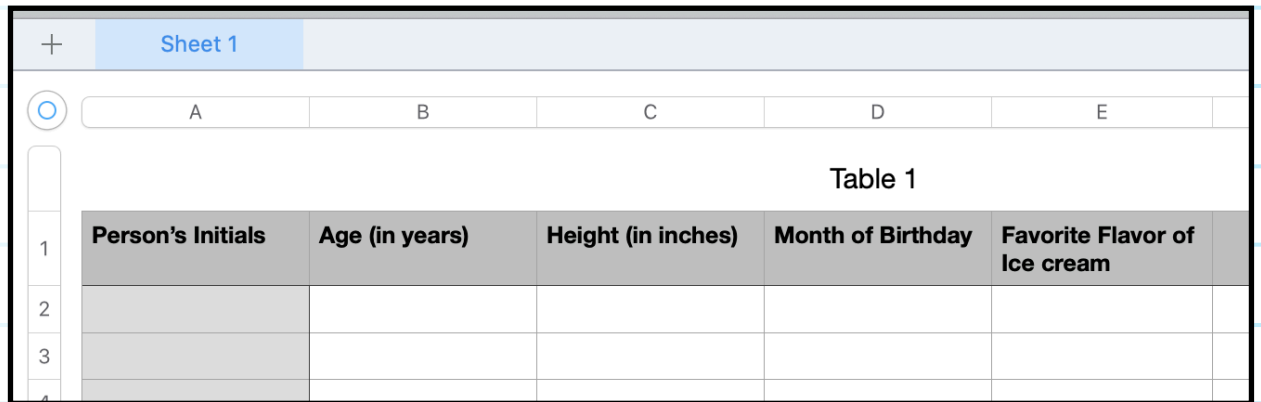 Sheet 1
A B C D E
Table 1
1 Person’s Initials Age (in years) Height (in inches) Month of Birthday Favorite Flavor of
Ice cream
2
3